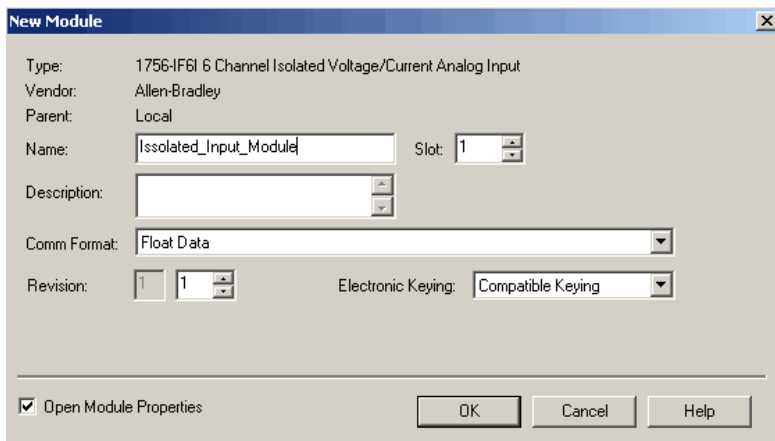 New Module
Type: 1756-IF6I 6 Channel Isolated Voltage/Current Analog Input
Vendor: Allen-Bradley
Parent: Local
Name: Issolated_Input_Module Slot: 1
Description:
Comm Format: Float Data
Revision: 1 1 Electronic Keying: Compatible Keying
Open Module Properties OK Cancel Help